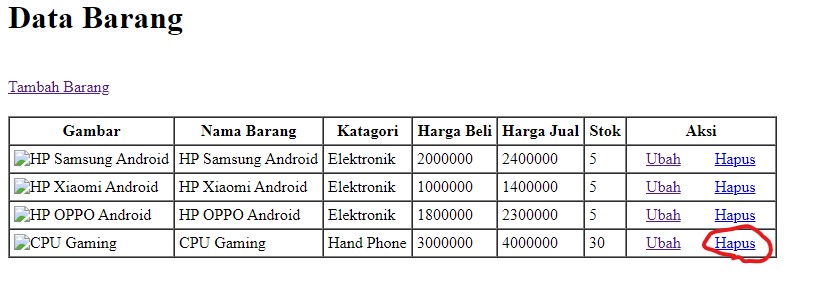 Data Barang
Tambah Barang
Gambar Nama Barang Katagori Harga Beli Harga Jual Stok Aksi
HP Samsung Android HP Samsung Android Elektronik 2000000 2400000 5 Ubah Hapus
HP Xiaomi Android HP Xiaomi Android Elektronik 1000000 1400000 5 Ubah Hapus
HP OPPO Android HP OPPO Android Elektronik 1800000 2300000 5 Ubah Hapus
CPU Gaming CPU Gaming Hand Phone 3000000 4000000 30 Ubah Hapus